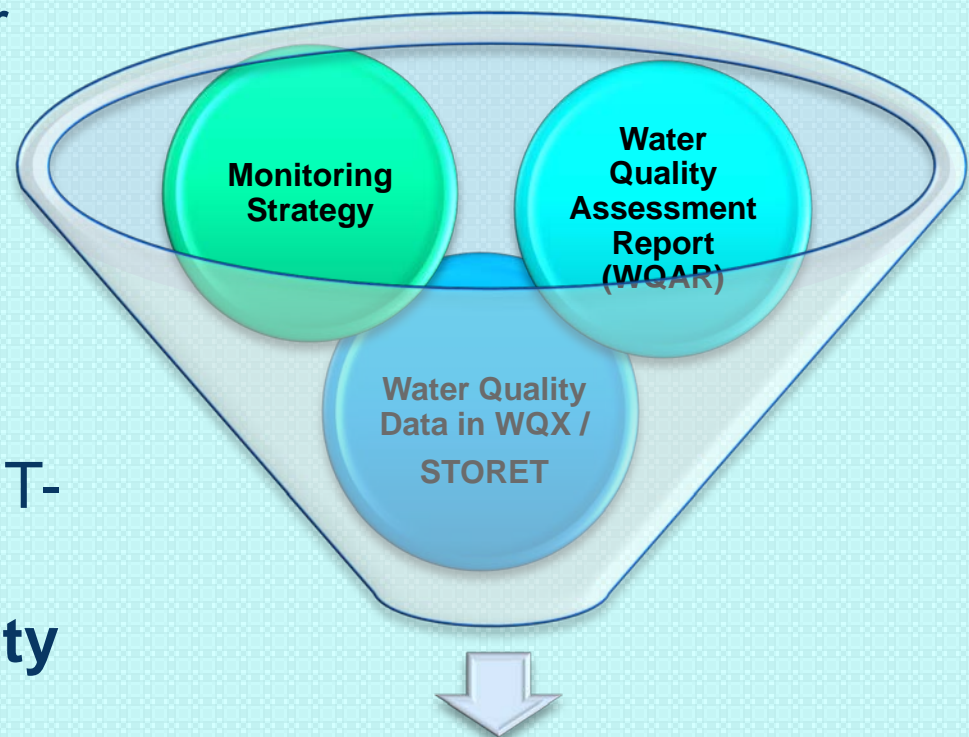 r
Monitoring
Strategy
Water
Quality
Assessment
Report
(WQAR)
Water Quality
Data in WQX /
STORET
T-
ty